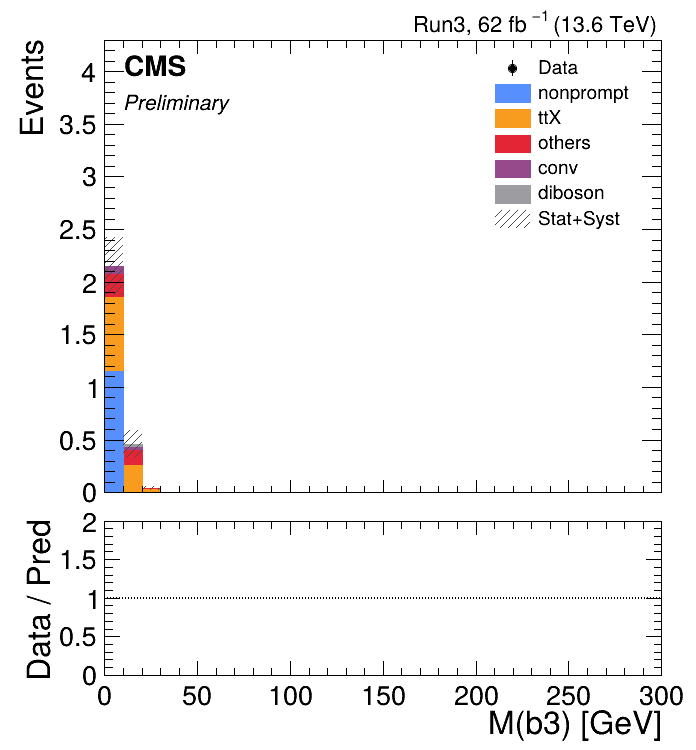 Run3, 62 fb⁻¹ (13.6 TeV)
CMS
Preliminary
Events
4
3.5
3
2.5
2
1.5
1
0.5
0
Data
nonprompt
ttX
others
conv
diboson
Stat+Syst
Data / Pred
2
1.5
1
0.5
0
0 50 100 150 200 250 300
M(b3) [GeV]